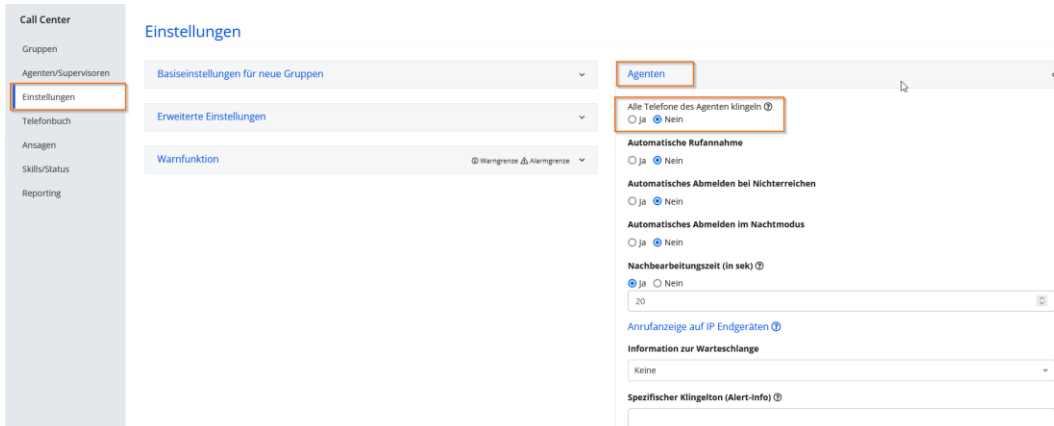 Call Center
Gruppen
Agenten/Supervisoren
Einstellungen
Telefonbuch
Ansagen
Skills/Status
Reporting
Einstellungen
Basiseinstellungen für neue Gruppen
Erweiterte Einstellungen
Warnfunktion
Warngrenze Alarmgrenze
Agenten
Alle Telefone des Agenten klingeln
Ja Nein
Automatische Rufannahme
Ja Nein
Automatisches Abmelden bei Nichterreichen
Ja Nein
Automatisches Abmelden im Nachtmodus
Ja Nein
Nachbearbeitungszeit (in sek)
Ja Nein
20
Anrufanzeige auf IP Endgeräten
Information zur Warteschlange
Keine
Spezifischer Klingelton (Alert-Info)